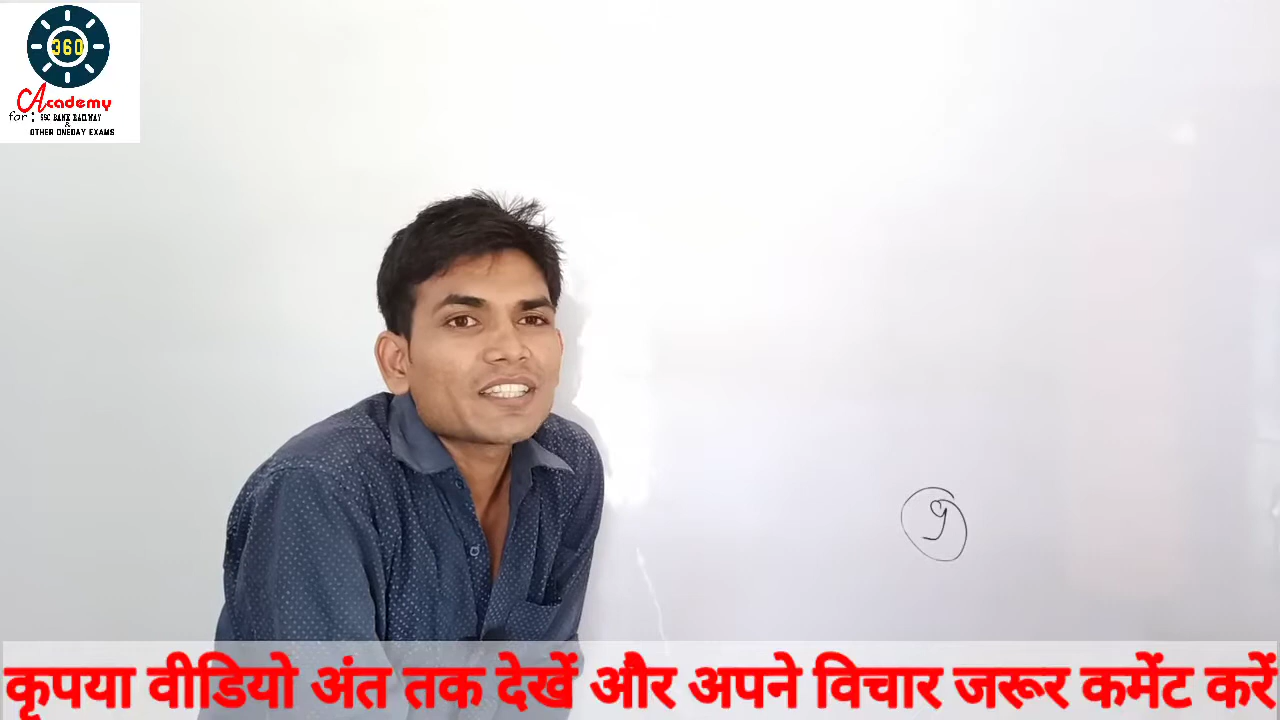 360
Academy
for : SSC BANK RAILWAY
&
OTHER ONEDAY EXAMS
9
कृपया वीडियो अंत तक देखें और अपने विचार जरूर कमेंट करें